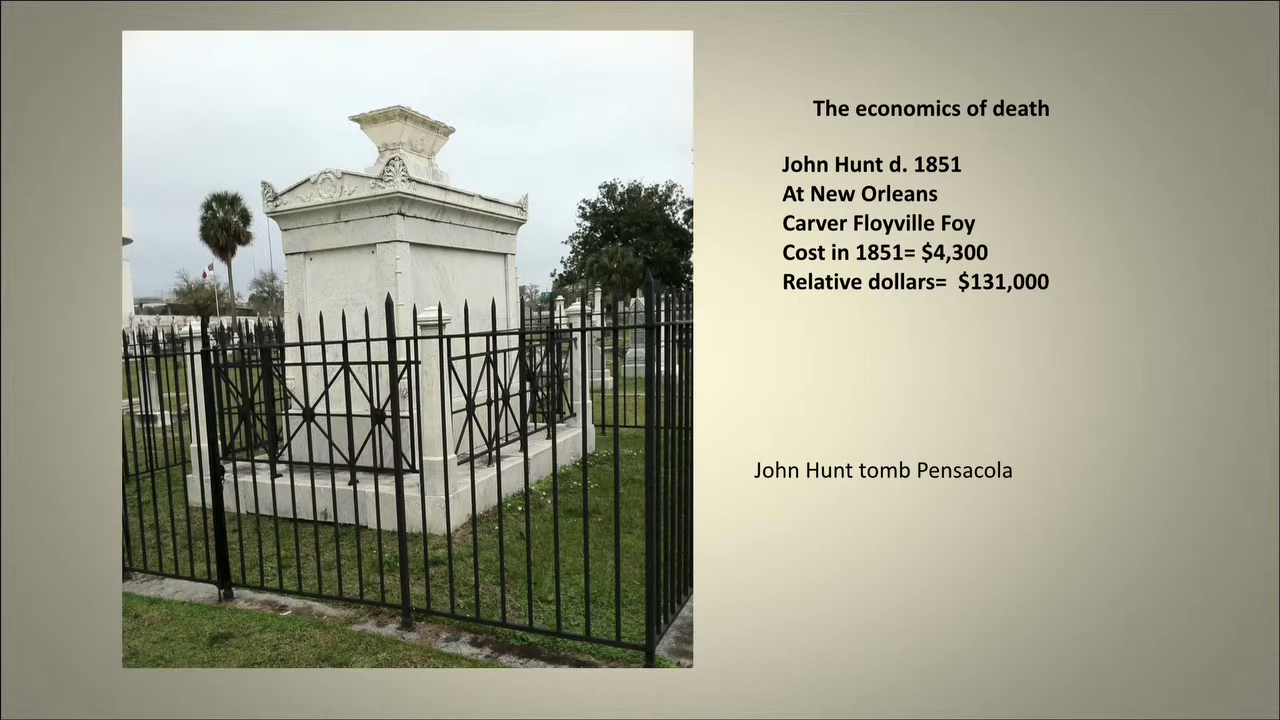 The economics of death
John Hunt d. 1851
At New Orleans
Carver Floyville Foy
Cost in 1851= $4,300
Relative dollars=  $131,000
John Hunt tomb Pensacola